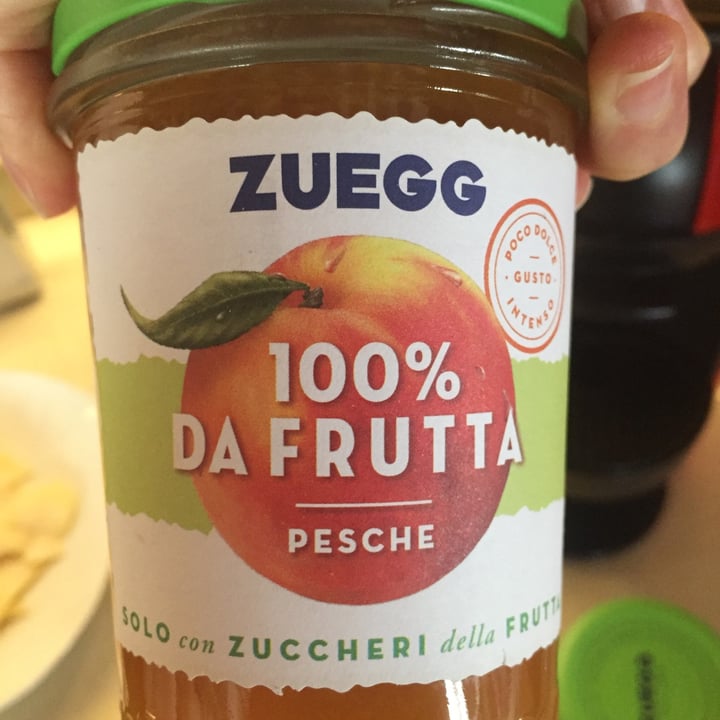 ZUEGG
POCO DOLCE
GUSTO
INTENSO
100%
DA FRUTTA
PESCHE
SOLO con ZUCCHERI della FRUTTA